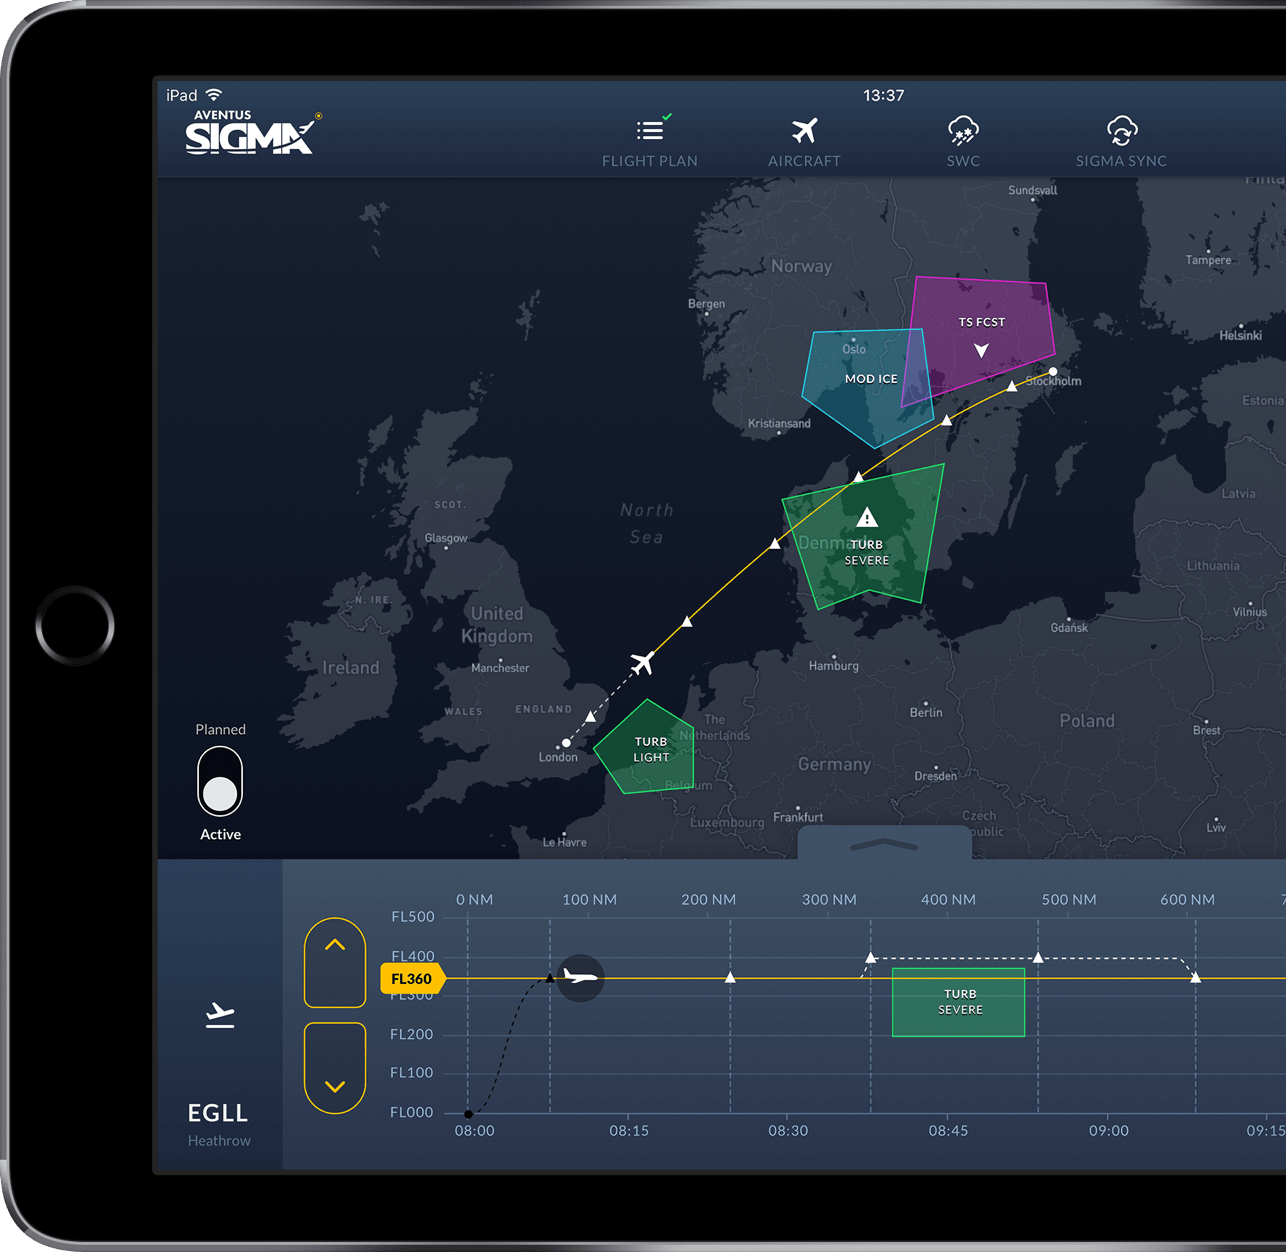 iPad
13:37
AVENTUS
SIGMA
FLIGHT PLAN
AIRCRAFT
SWC
SIGMA SYNC
Sundsvall
Norway
Tampere
Bergen
TS FCST
Helsinki
Oslo
MOD ICE
Stockholm
Estonia
Kristiansand
Latvia
SCOT.
North
Sea
Glasgow
Denma
TURB
SEVERE
Lithuania
N. IRE.
Vilnius
United
Kingdom
Gdańsk
Ireland
Manchester
Hamburg
WALES
ENGLAND
The
Netherlands
Berlin
Poland
Planned
TURB
LIGHT
London
Brest
Germany
Dresden
Belgium
Active
Luxembourg
Frankfurt
Czech
public
Lviv
Le Havre
0 NM
100 NM
200 NM
300 NM
400 NM
500 NM
600 NM
FL500
FL400
FL360
FL300
TURB
SEVERE
FL200
FL100
FL000
EGLL
Heathrow
08:00
08:15
08:30
08:45
09:00
09:15